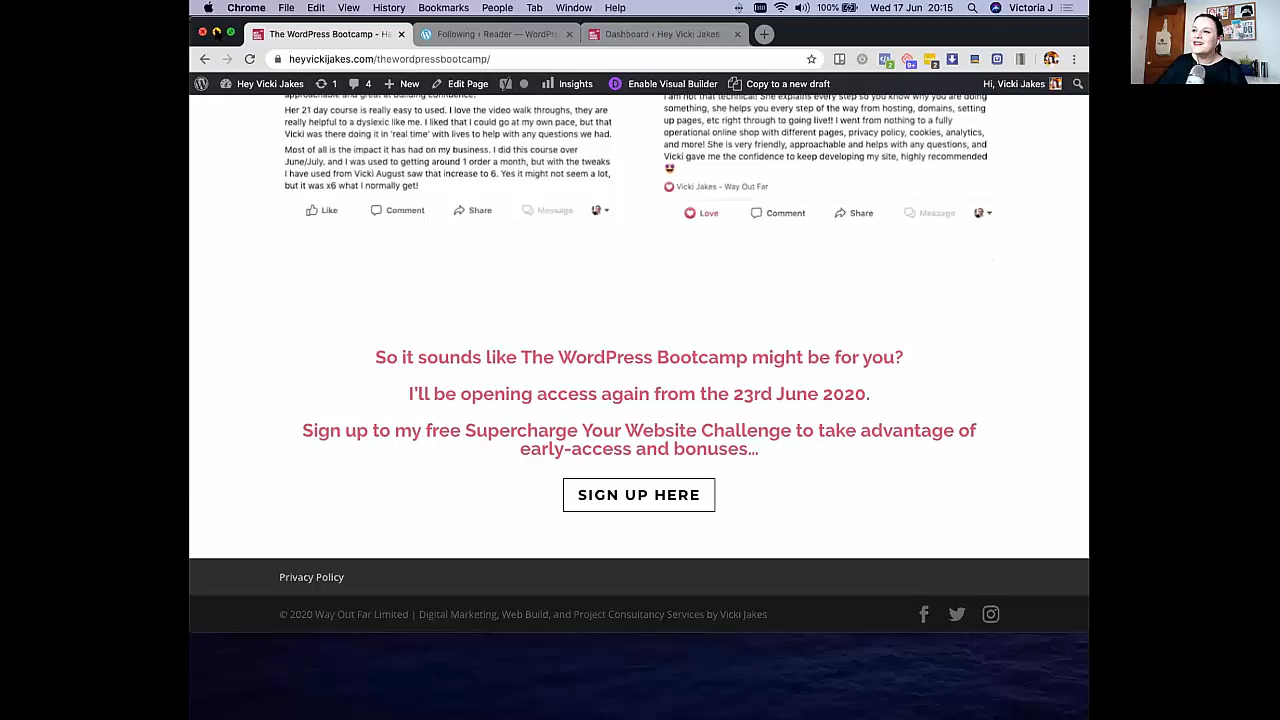 Chrome File Edit View History Bookmarks People Tab Window Help 100% Wed 17 Jun 20:15 Victoria J
The WordPress Bootcamp - He Following ‹ Reader — WordPr Dashboard ‹ Hey Vicki Jakes
heyvickijakes.com/thewordpressbootcamp/
Hey Vicki Jakes 1 4 New Edit Page Insights Enable Visual Builder Copy to a new draft Hi, Vicki Jakes
Her 21 day course is really easy to used. I love the video walk throughs, they are
really helpful to a dyslexic like me. I liked that I could go at my own pace, but that
Vicki was there doing it in 'real time' with lives to help with any questions we had.
Most of all is the impact it has had on my business. I did this course over
June/July, and I was used to getting around 1 order a month, but with the tweaks
I have used from Vicki August saw that increase to 6. Yes it might not seem a lot,
but it was x6 what I normally get!
Like Comment Share Message
I am not that technical! She explains every step so you know why you are doing
something, she helps you every step of the way from hosting, domains, setting
up pages, etc right through to going live!! I went from nothing to a fully
operational online shop with different pages, privacy policy, cookies, analytics,
and more! She is very friendly, approachable and helps with any questions, and
Vicki gave me the confidence to keep developing my site, highly recommended
Vicki Jakes - Way Out Far
Love Comment Share Message
So it sounds like The WordPress Bootcamp might be for you?
I'll be opening access again from the 23rd June 2020.
Sign up to my free Supercharge Your Website Challenge to take advantage of
early-access and bonuses…
SIGN UP HERE
Privacy Policy
© 2020 Way Out Far Limited | Digital Marketing, Web Build, and Project Consultancy Services by Vicki Jakes